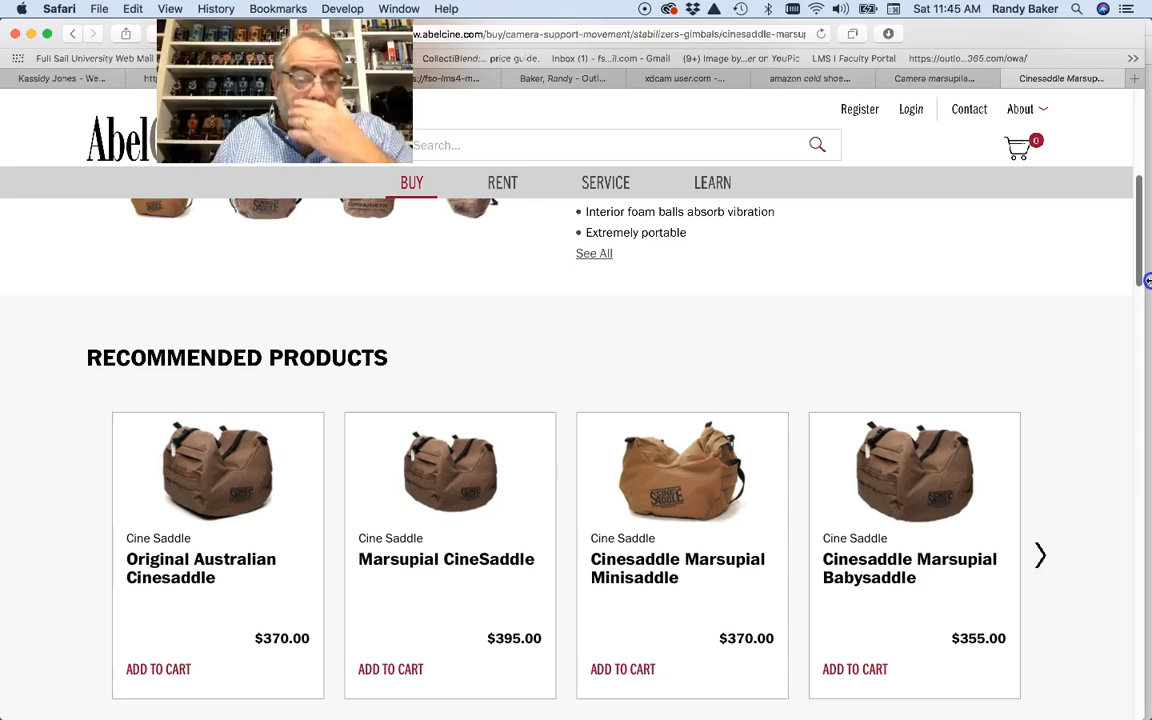 Safari File Edit View History Bookmarks Develop Window Help Sat 11:45 AM Randy Baker
w.abelcine.com/buy/camera-support-movement/stabilizers-gimbals/cinesaddle-marsu
Full Sail University Web Mail CollectiBlend:... price guide. Inbox (1) - fs...il.com - Gmail (9+) Image by...er on YouPic LMS | Faculty Portal https://outlo...365.com/owa/
Kassidy Jones - We... htt s://fso-lms4-m... Baker, Randy - Outl... xdcam user.com -... amazon cold shoe... Camera marsupila... Cinesaddle Marsup...
Register Login Contact About
Abel
Search...
0
BUY RENT SERVICE LEARN
• Interior foam balls absorb vibration
• Extremely portable
See All
RECOMMENDED PRODUCTS
Cine Saddle
Original Australian
Cinesaddle
$370.00
ADD TO CART
Cine Saddle
Marsupial CineSaddle
$395.00
ADD TO CART
Cine Saddle
Cinesaddle Marsupial
Minisaddle
$370.00
ADD TO CART
Cine Saddle
Cinesaddle Marsupial
Babysaddle
$355.00
ADD TO CART